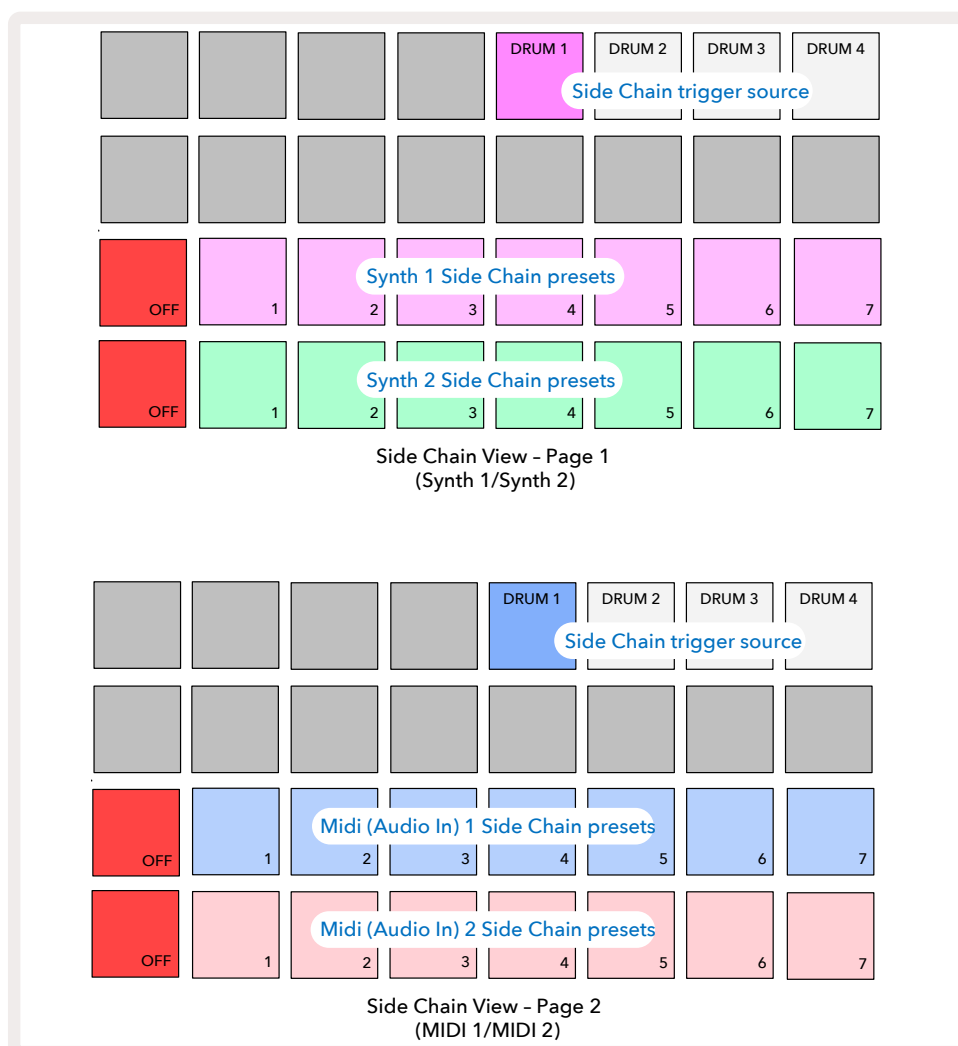 DRUM 1 DRUM 2 DRUM 3 DRUM 4
Side Chain trigger source
Synth 1 Side Chain presets
OFF 1 2 3 4 5 6 7
Synth 2 Side Chain presets
OFF 1 2 3 4 5 6 7
Side Chain View – Page 1
(Synth 1/Synth 2)
DRUM 1 DRUM 2 DRUM 3 DRUM 4
Side Chain trigger source
Midi (Audio In) 1 Side Chain presets
OFF 1 2 3 4 5 6 7
Midi (Audio In) 2 Side Chain presets
OFF 1 2 3 4 5 6 7
Side Chain View – Page 2
(MIDI 1/MIDI 2)